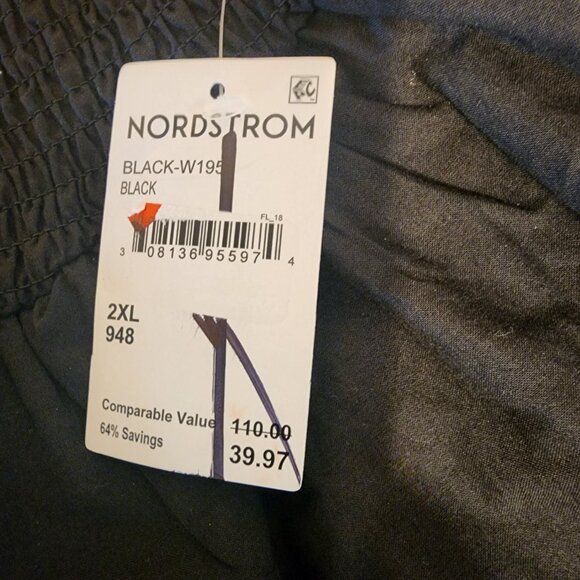 NORDSTROM
BLACK-W195
BLACK
FL_18
3 08136 95597 4
2XL
948
Comparable Value 110.00
64% Savings 39.97